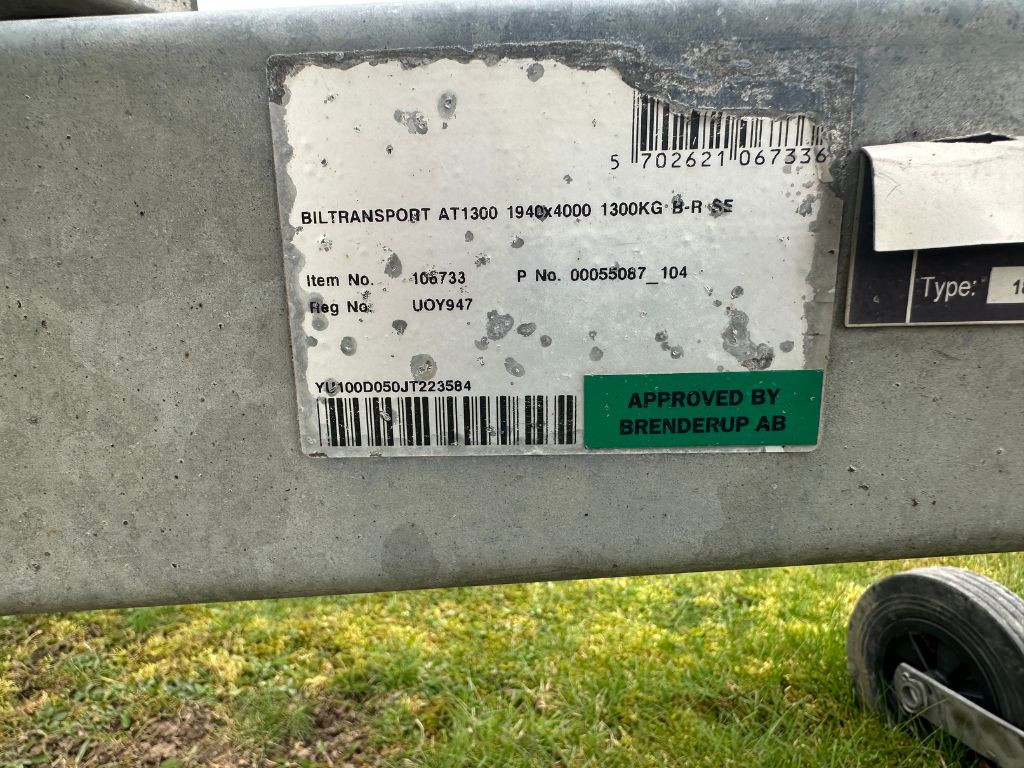 5 702621 067336
BILTRANSPORT AT1300 1940x4000 1300KG B-R SE
Item No. 106733 P No. 00055087_104
Reg No. UOY947
YU100D050JT223584
APPROVED BY
BRENDERUP AB
Type: